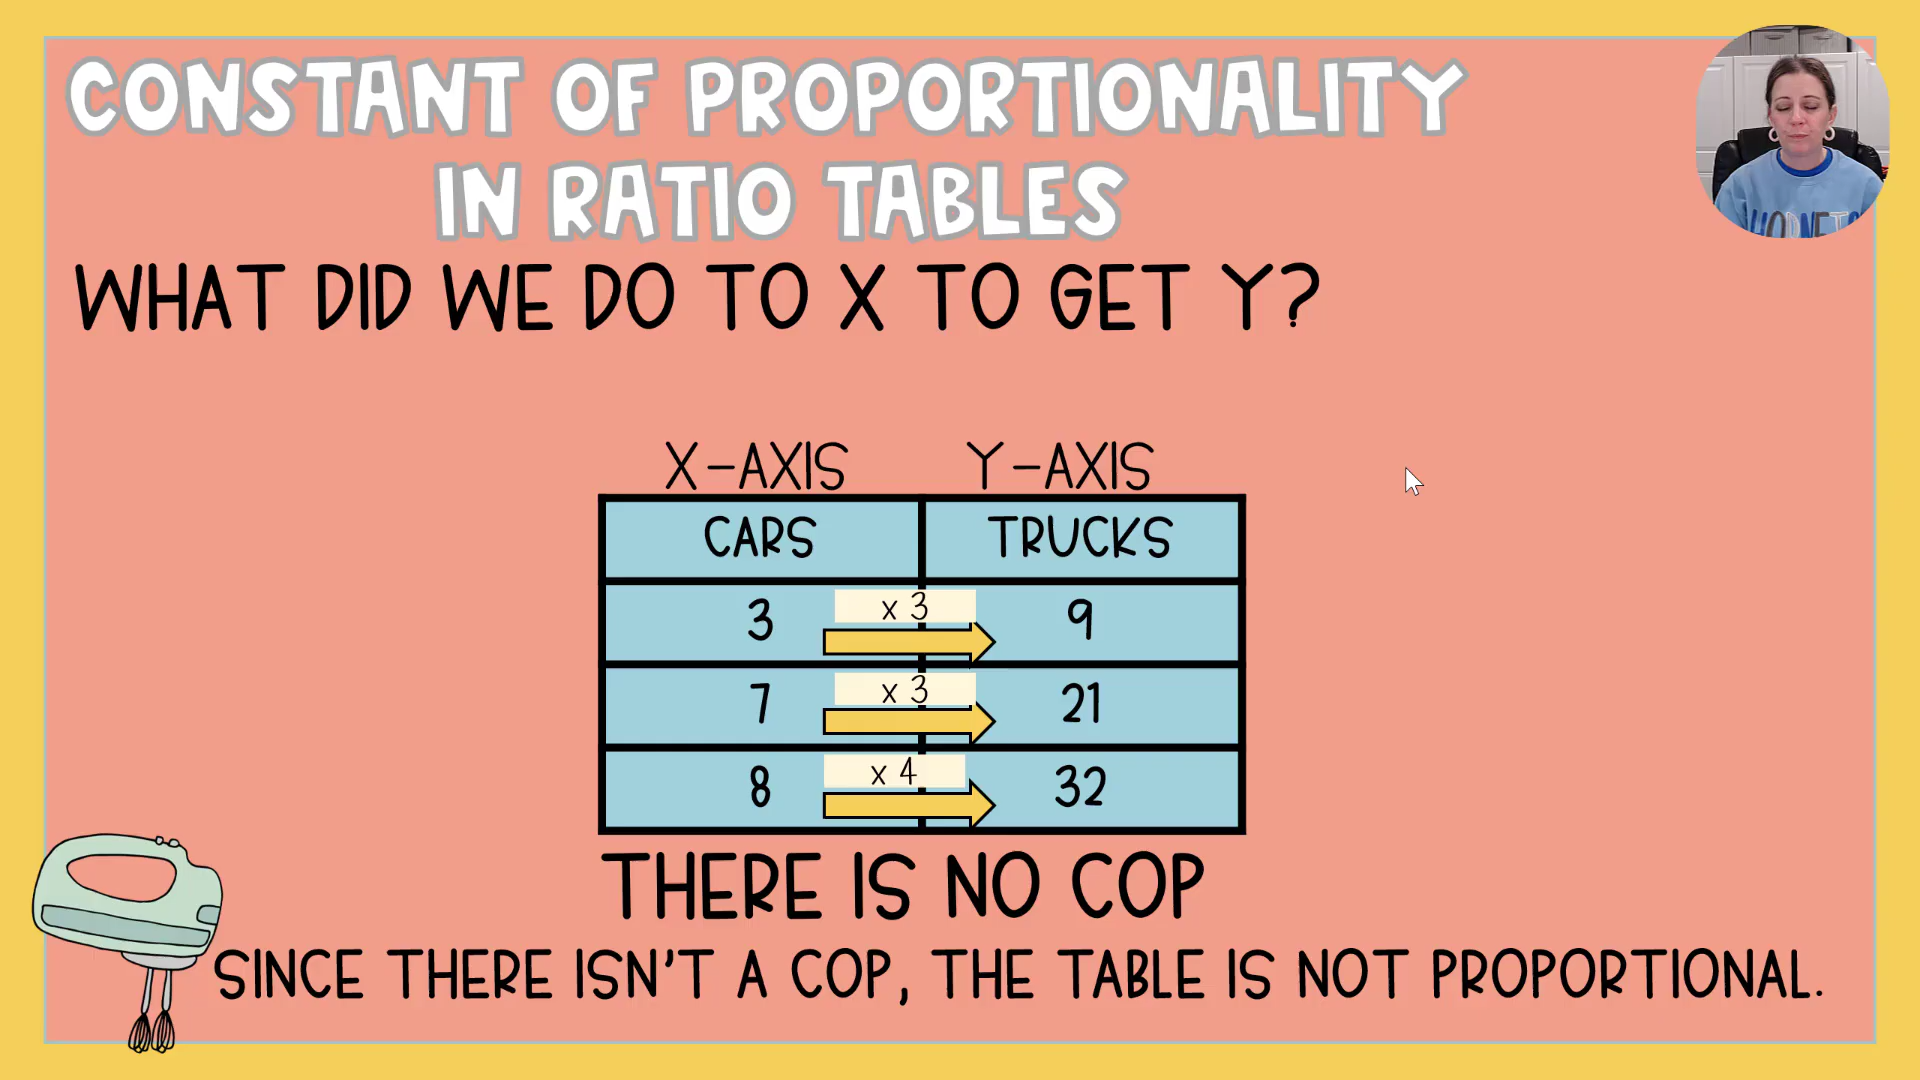 CONSTANT OF PROPORTIONALITY
IN RATIO TABLES
WHAT DID WE DO TO X TO GET Y?
X-AXIS Y-AXIS
CARS TRUCKS
3 x 3 9
7 x 3 21
8 x 4 32
THERE IS NO COP
SINCE THERE ISN'T A COP, THE TABLE IS NOT PROPORTIONAL.